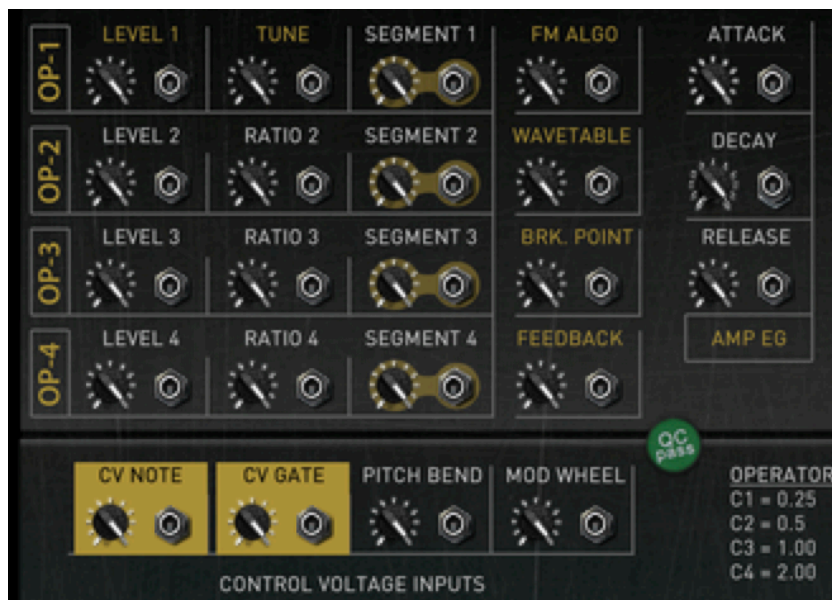 OP-1
LEVEL 1
TUNE
SEGMENT 1
FM ALGO
ATTACK
OP-2
LEVEL 2
RATIO 2
SEGMENT 2
WAVETABLE
DECAY
OP-3
LEVEL 3
RATIO 3
SEGMENT 3
BRK. POINT
RELEASE
OP-4
LEVEL 4
RATIO 4
SEGMENT 4
FEEDBACK
AMP EG
QC
pass
CV NOTE
CV GATE
PITCH BEND
MOD WHEEL
CONTROL VOLTAGE INPUTS
OPERATOR
C1 = 0.25
C2 = 0.5
C3 = 1.00
C4 = 2.00